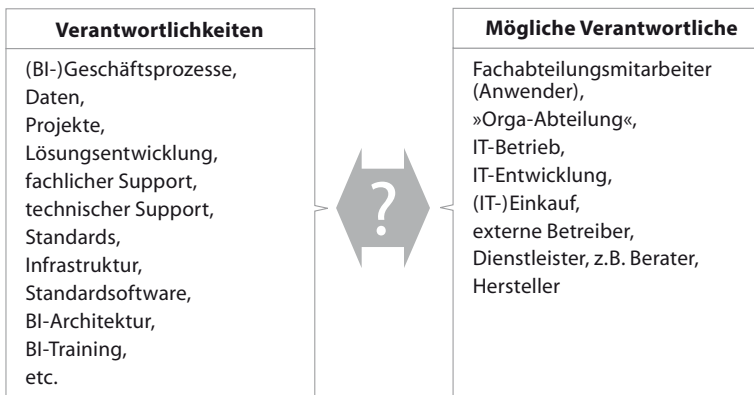 Verantwortlichkeiten
(BI-)Geschäftsprozesse,
Daten,
Projekte,
Lösungsentwicklung,
fachlicher Support,
technischer Support,
Standards,
Infrastruktur,
Standardsoftware,
BI-Architektur,
BI-Training,
etc.
?
Mögliche Verantwortliche
Fachabteilungsmitarbeiter
(Anwender),
»Orga-Abteilung«,
IT-Betrieb,
IT-Entwicklung,
(IT-)Einkauf,
externe Betreiber,
Dienstleister, z.B. Berater,
Hersteller